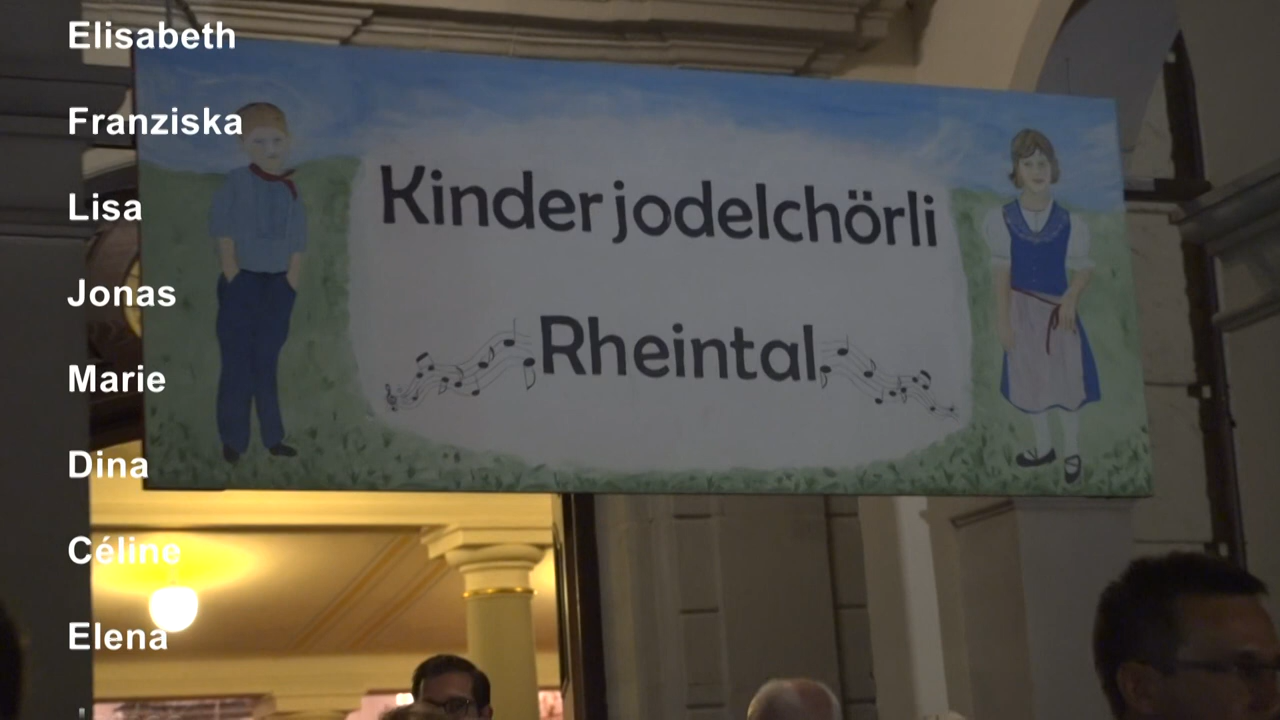 Elisabeth
Franziska
Lisa
Jonas
Marie
Dina
Céline
Elena
Kinderjodelchörli
Rheintal